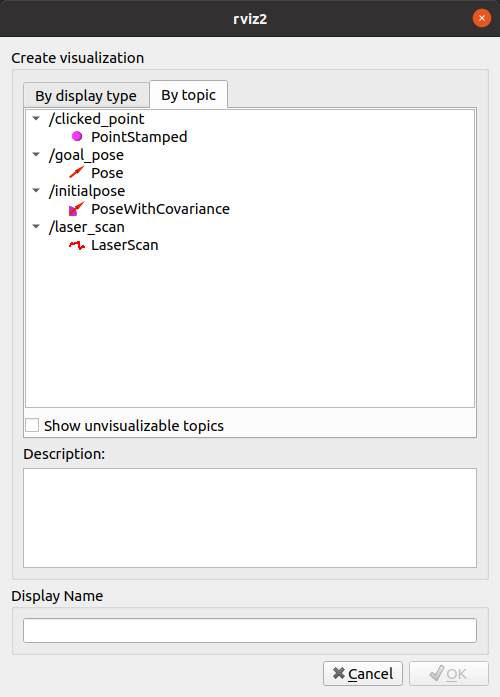 rviz2
Create visualization
By display type
By topic
/clicked_point
PointStamped
/goal_pose
Pose
/initialpose
PoseWithCovariance
/laser_scan
LaserScan
Show unvisualizable topics
Description:
Display Name
Cancel
OK